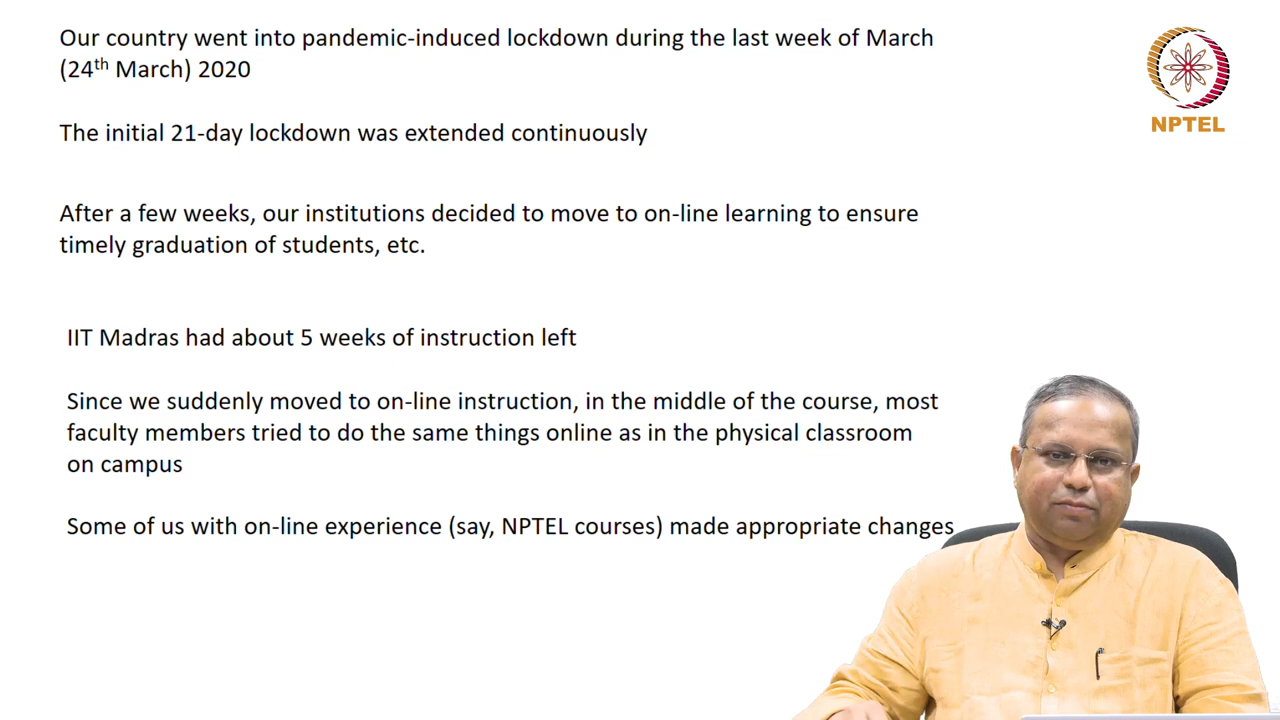 Our country went into pandemic-induced lockdown during the last week of March
(24th March) 2020
The initial 21-day lockdown was extended continuously
After a few weeks, our institutions decided to move to on-line learning to ensure
timely graduation of students, etc.
IIT Madras had about 5 weeks of instruction left
Since we suddenly moved to on-line instruction, in the middle of the course, most
faculty members tried to do the same things online as in the physical classroom
on campus
Some of us with on-line experience (say, NPTEL courses) made appropriate changes
NPTEL